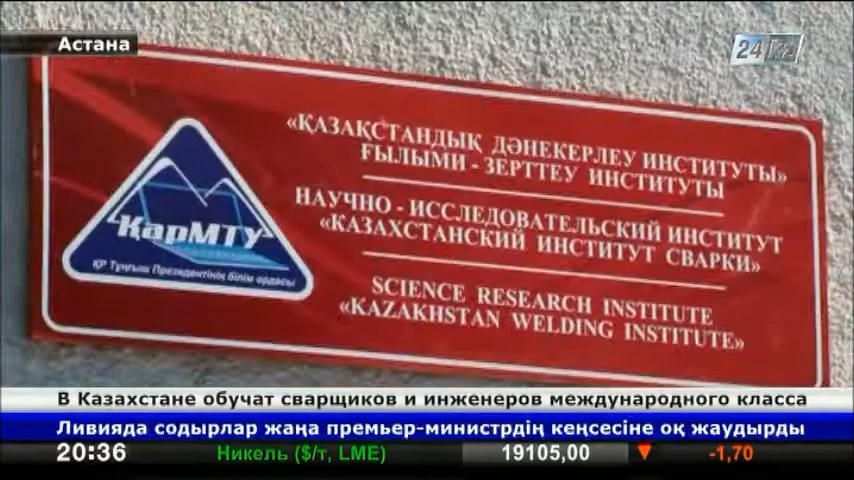 Астана
24 KZ
«ҚАЗАҚСТАНДЫҚ ДӘНЕКЕРЛЕУ ИНСТИТУТЫ»
ҒЫЛЫМИ - ЗЕРТТЕУ ИНСТИТУТЫ
НАУЧНО - ИССЛЕДОВАТЕЛЬСКИЙ ИНСТИТУТ
«КАЗАХСТАНСКИЙ ИНСТИТУТ СВАРКИ»
SCIENCE RESEARCH INSTITUTE
«KAZAKHSTAN WELDING INSTITUTE»
ҚарМТУ
ҚР Тұңғыш Президентінің білім ордасы
В Казахстане обучат сварщиков и инженеров международного класса
Ливияда содырлар жаңа премьер-министрдің кеңсесіне оқ жаудырды
20:36 Никель ($/т, LME) 19105,00 ▼ -1,70